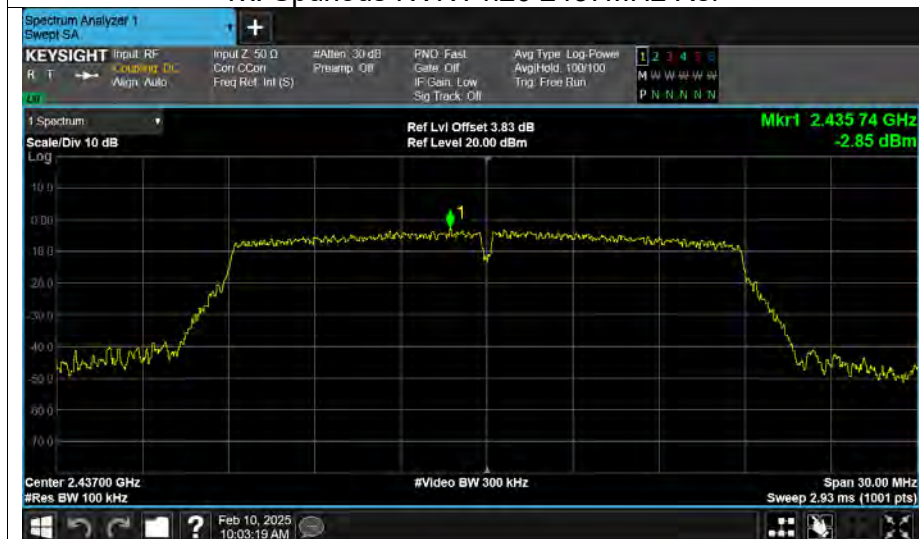 Spectrum Analyzer 1
Swept SA
+
KEYSIGHT Input: RF Input Z: 50 Ω #Atten: 30 dB PNO: Fast Avg Type: Log-Power 1 2 3 4 5 6
R T Coupling: DC Corr CCorr Preamp: Off Gate: Off Avg|Hold: 100/100 M W W W W W
Align: Auto Freq Ref: Int (S) IF Gain: Low Trig: Free Run
Sig Track: Off P N N N N N
1 Spectrum Ref Lvl Offset 3.83 dB Mkr1 2.435 74 GHz
Scale/Div 10 dB Ref Level 20.00 dBm -2.85 dBm
Log
10.0
0.00
1
-10.0
-20.0
-30.0
-40.0
-50.0
-60.0
-70.0
Center 2.43700 GHz #Video BW 300 kHz Span 30.00 MHz
#Res BW 100 kHz Sweep 2.93 ms (1001 pts)
? Feb 10, 2025
10:03:19 AM